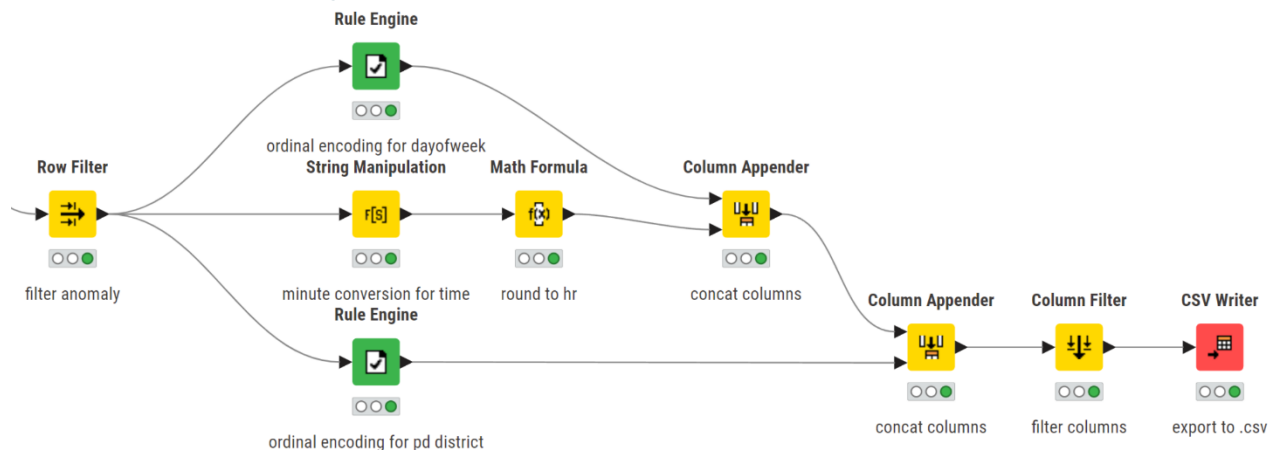 Rule Engine
ordinal encoding for dayofweek
Row Filter
filter anomaly
String Manipulation
F[S]
minute conversion for time
Math Formula
f(x)
round to hr
Column Appender
concat columns
Rule Engine
ordinal encoding for pd district
Column Appender
concat columns
Column Filter
filter columns
CSV Writer
export to .csv